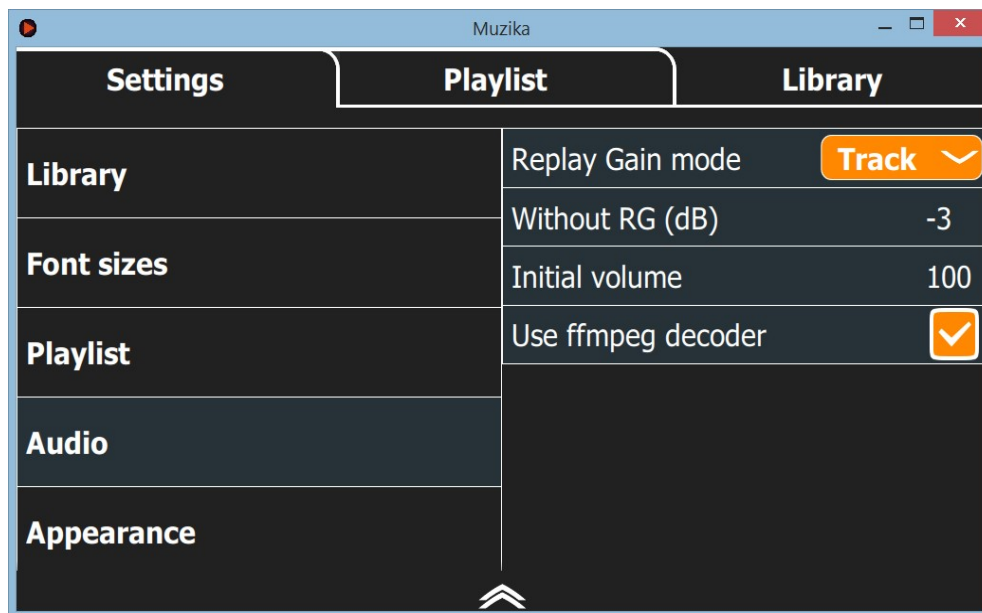 Muzika
Settings
Playlist
Library
Library
Font sizes
Playlist
Audio
Appearance
Replay Gain mode Track
Without RG (dB) -3
Initial volume 100
Use ffmpeg decoder